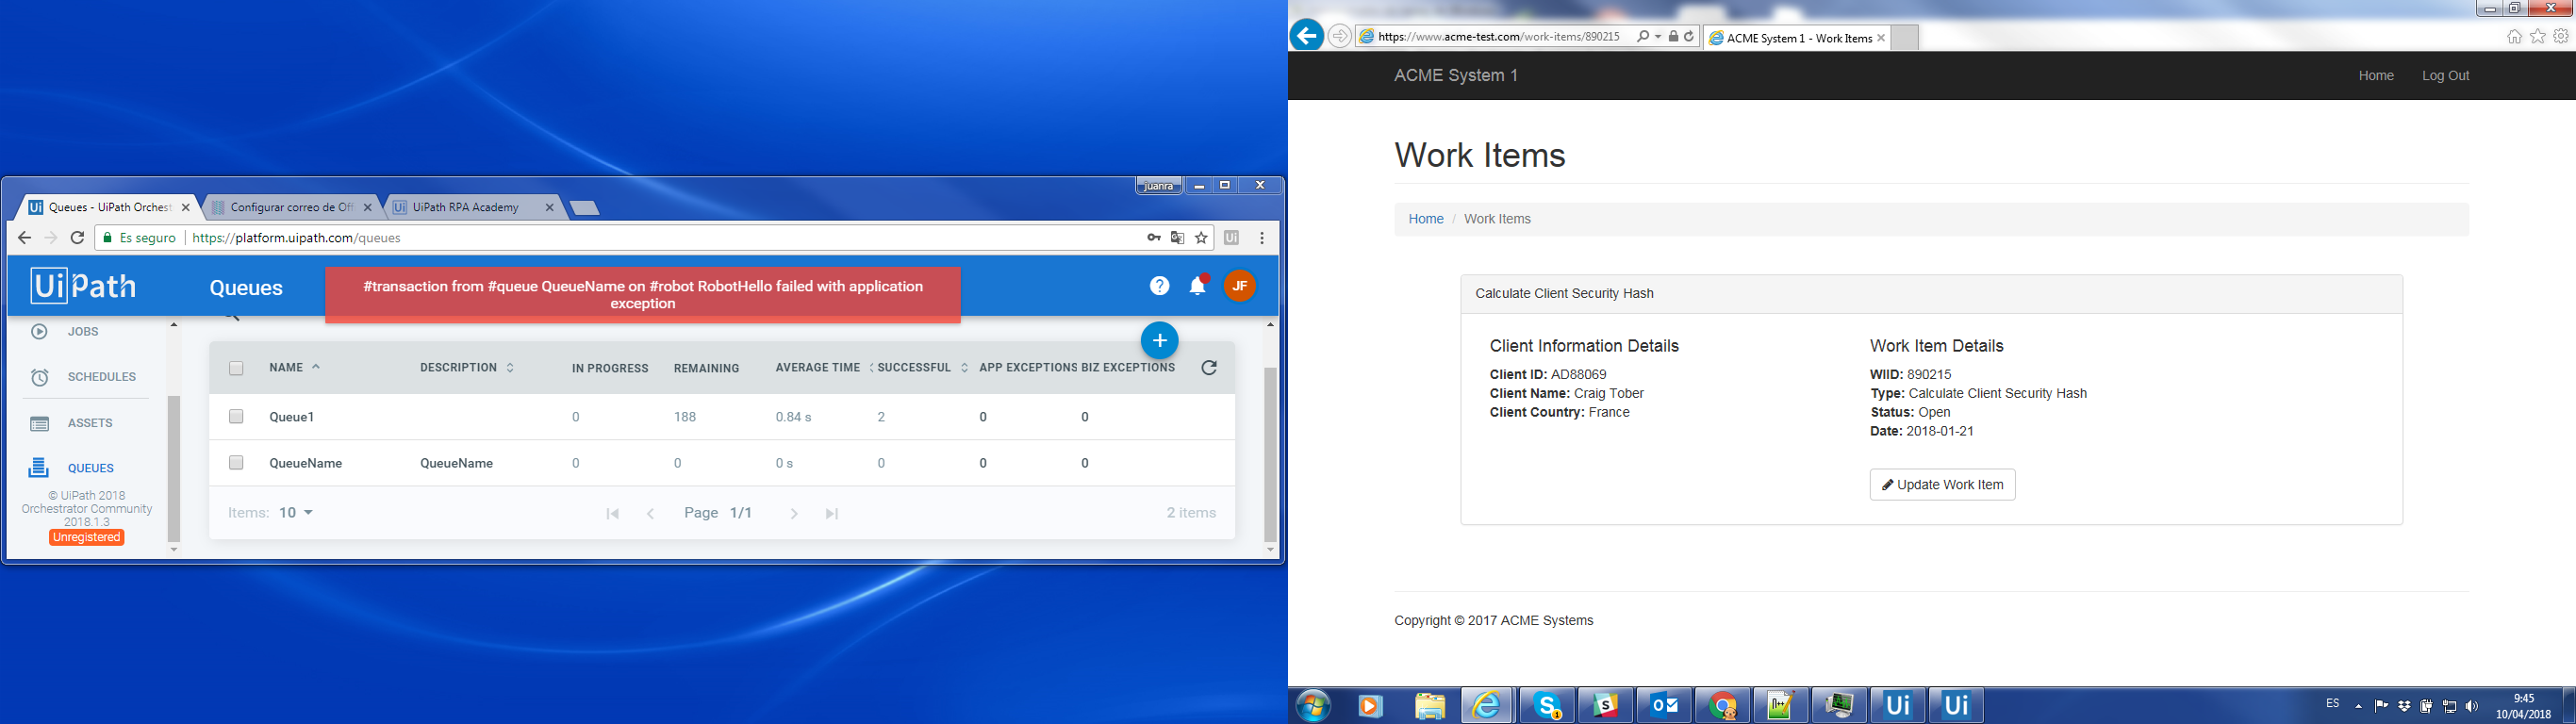 juanra
Queues - UiPath Orchest
Configurar correo de Off
UiPath RPA Academy
Es seguro
https://platform.uipath.com/queues
UiPath
Queues
#transaction from #queue QueueName on #robot RobotHello failed with application
exception
JF
JOBS
SCHEDULES
ASSETS
QUEUES
© UiPath 2018
Orchestrator Community
2018.1.3
Unregistered
NAME DESCRIPTION IN PROGRESS REMAINING AVERAGE TIME SUCCESSFUL APP EXCEPTIONS BIZ EXCEPTIONS
Queue1 0 188 0.84 s 2 0 0
QueueName QueueName 0 0 0 s 0 0 0
Items: 10 Page 1/1 2 items
https://www.acme-test.com/work-items/890215
ACME System 1 - Work Items
ACME System 1
Home Log Out
Work Items
Home / Work Items
Calculate Client Security Hash
Client Information Details
Client ID: AD88069
Client Name: Craig Tober
Client Country: France
Work Item Details
WIID: 890215
Type: Calculate Client Security Hash
Status: Open
Date: 2018-01-21
Update Work Item
Copyright © 2017 ACME Systems
ES
9:45
10/04/2018